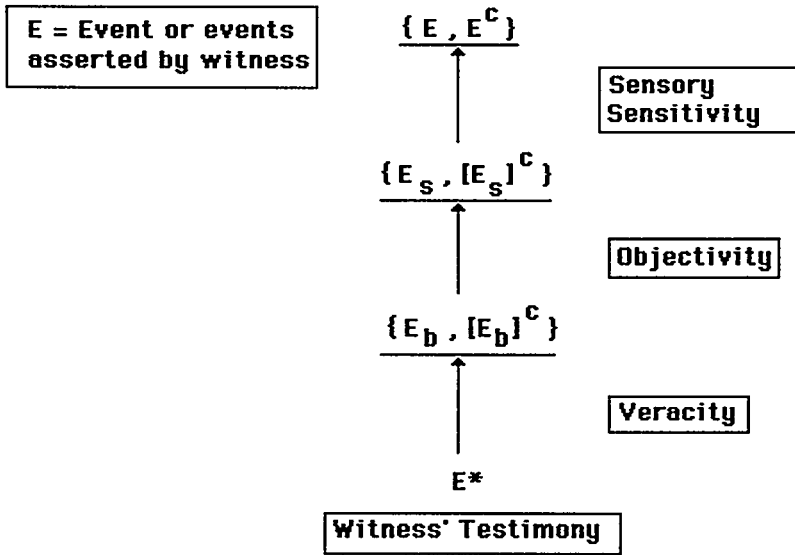 E = Event or events
asserted by witness
{ E , E^c }
Sensory
Sensitivity
{ E_s , [E_s]^c }
Objectivity
{ E_b , [E_b]^c }
Veracity
E*
Witness' Testimony